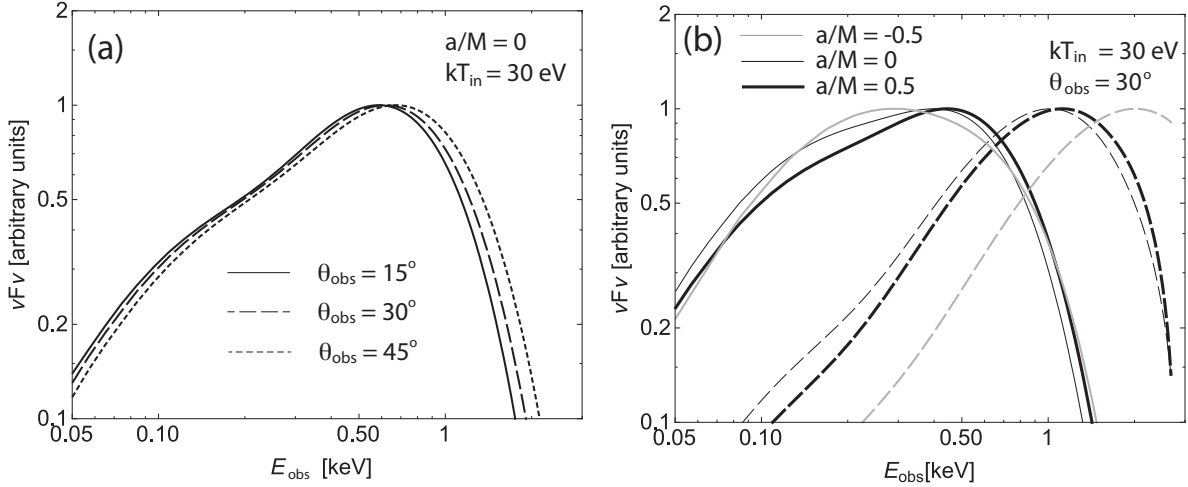 (a)
a/M = 0
kT_in = 30 eV
2
1
0.5
0.2
0.1
νFν [arbitrary units]
θ_obs = 15°
θ_obs = 30°
θ_obs = 45°
0.05 0.10 0.50 1
E_obs [keV]
(b)
a/M = -0.5
a/M = 0
a/M = 0.5
kT_in = 30 eV
θ_obs = 30°
2
1
0.5
0.2
0.1
νFν [arbitrary units]
0.05 0.10 0.50 1
E_obs[keV]